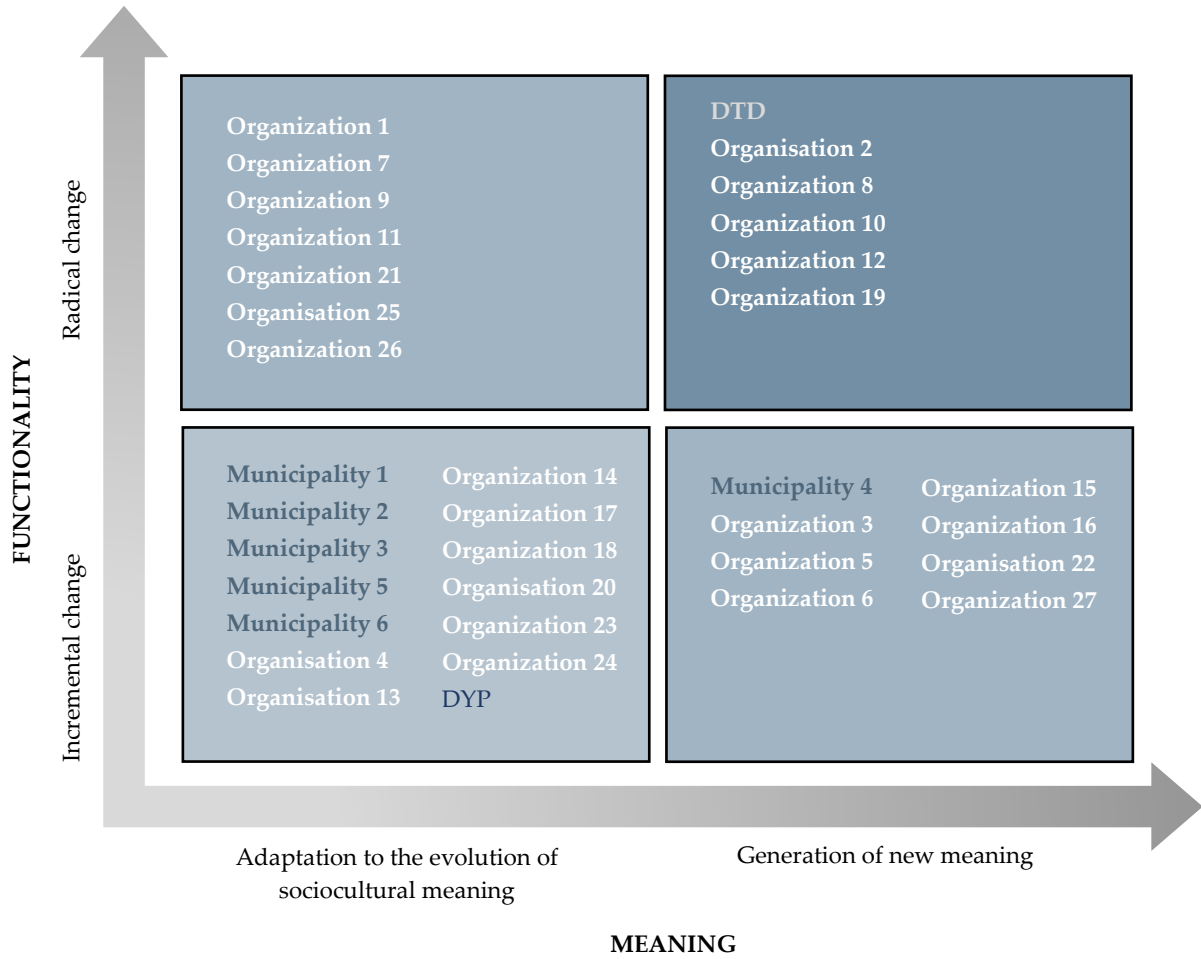 FUNCTIONALITY
Radical change
Organization 1
Organization 7
Organization 9
Organization 11
Organization 21
Organisation 25
Organization 26
DTD
Organisation 2
Organization 8
Organization 10
Organization 12
Organization 19
Incremental change
Municipality 1
Municipality 2
Municipality 3
Municipality 5
Municipality 6
Organisation 4
Organisation 13
Organization 14
Organization 17
Organization 18
Organisation 20
Organization 23
Organization 24
DYP
Municipality 4
Organization 3
Organization 5
Organization 6
Organization 15
Organization 16
Organisation 22
Organization 27
Adaptation to the evolution of
sociocultural meaning
Generation of new meaning
MEANING